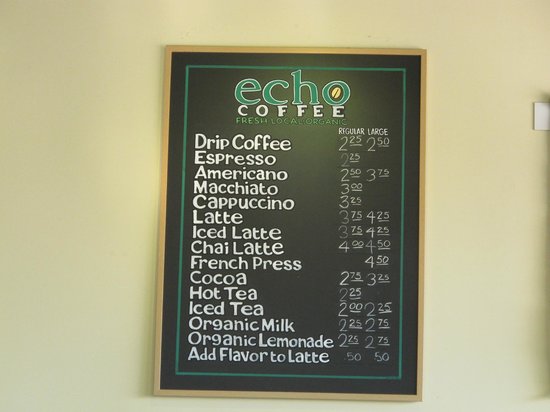 echo
COFFEE
FRESH LOCAL ORGANIC
REGULAR LARGE
Drip Coffee 2.25 2.50
Espresso 2.25
Americano 2.50 3.75
Macchiato 3.00
Cappuccino 3.25
Latte 3.75 4.25
Iced Latte 3.75 4.25
Chai Latte 4.00 4.50
French Press 4.50
Cocoa 2.75 3.25
Hot Tea 2.25
Iced Tea 2.00 2.25
Organic Milk 2.25 2.75
Organic Lemonade 2.25 2.75
Add Flavor to Latte .50 .50